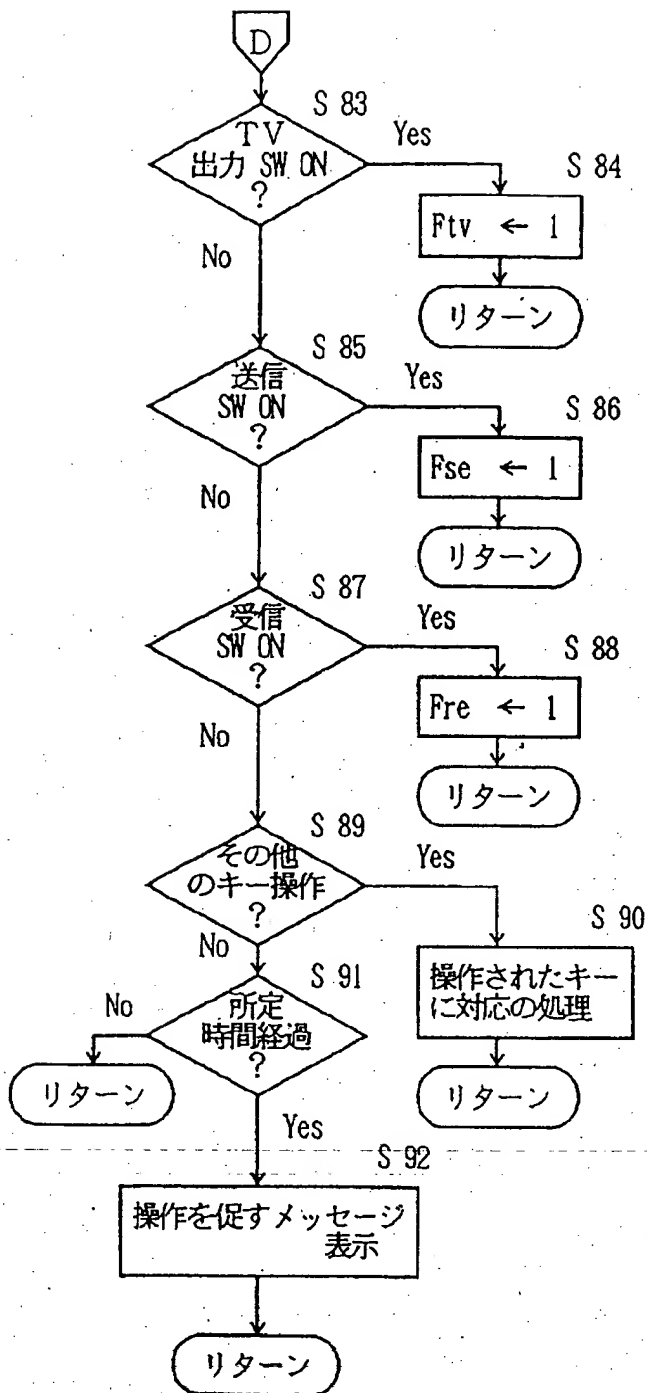 D
S 83
TV
出力 SW ON
?
Yes
No
S 84
Ftv ← 1
リターン
S 85
送信
SW ON
?
Yes
No
S 86
Fse ← 1
リターン
S 87
受信
SW ON
?
Yes
No
S 88
Fre ← 1
リターン
S 89
その他
のキー操作
?
Yes
No
S 90
操作されたキー
に対応の処理
リターン
S 91
所定
時間経過
?
No
リターン
Yes
S 92
操作を促すメッセージ
表示
リターン